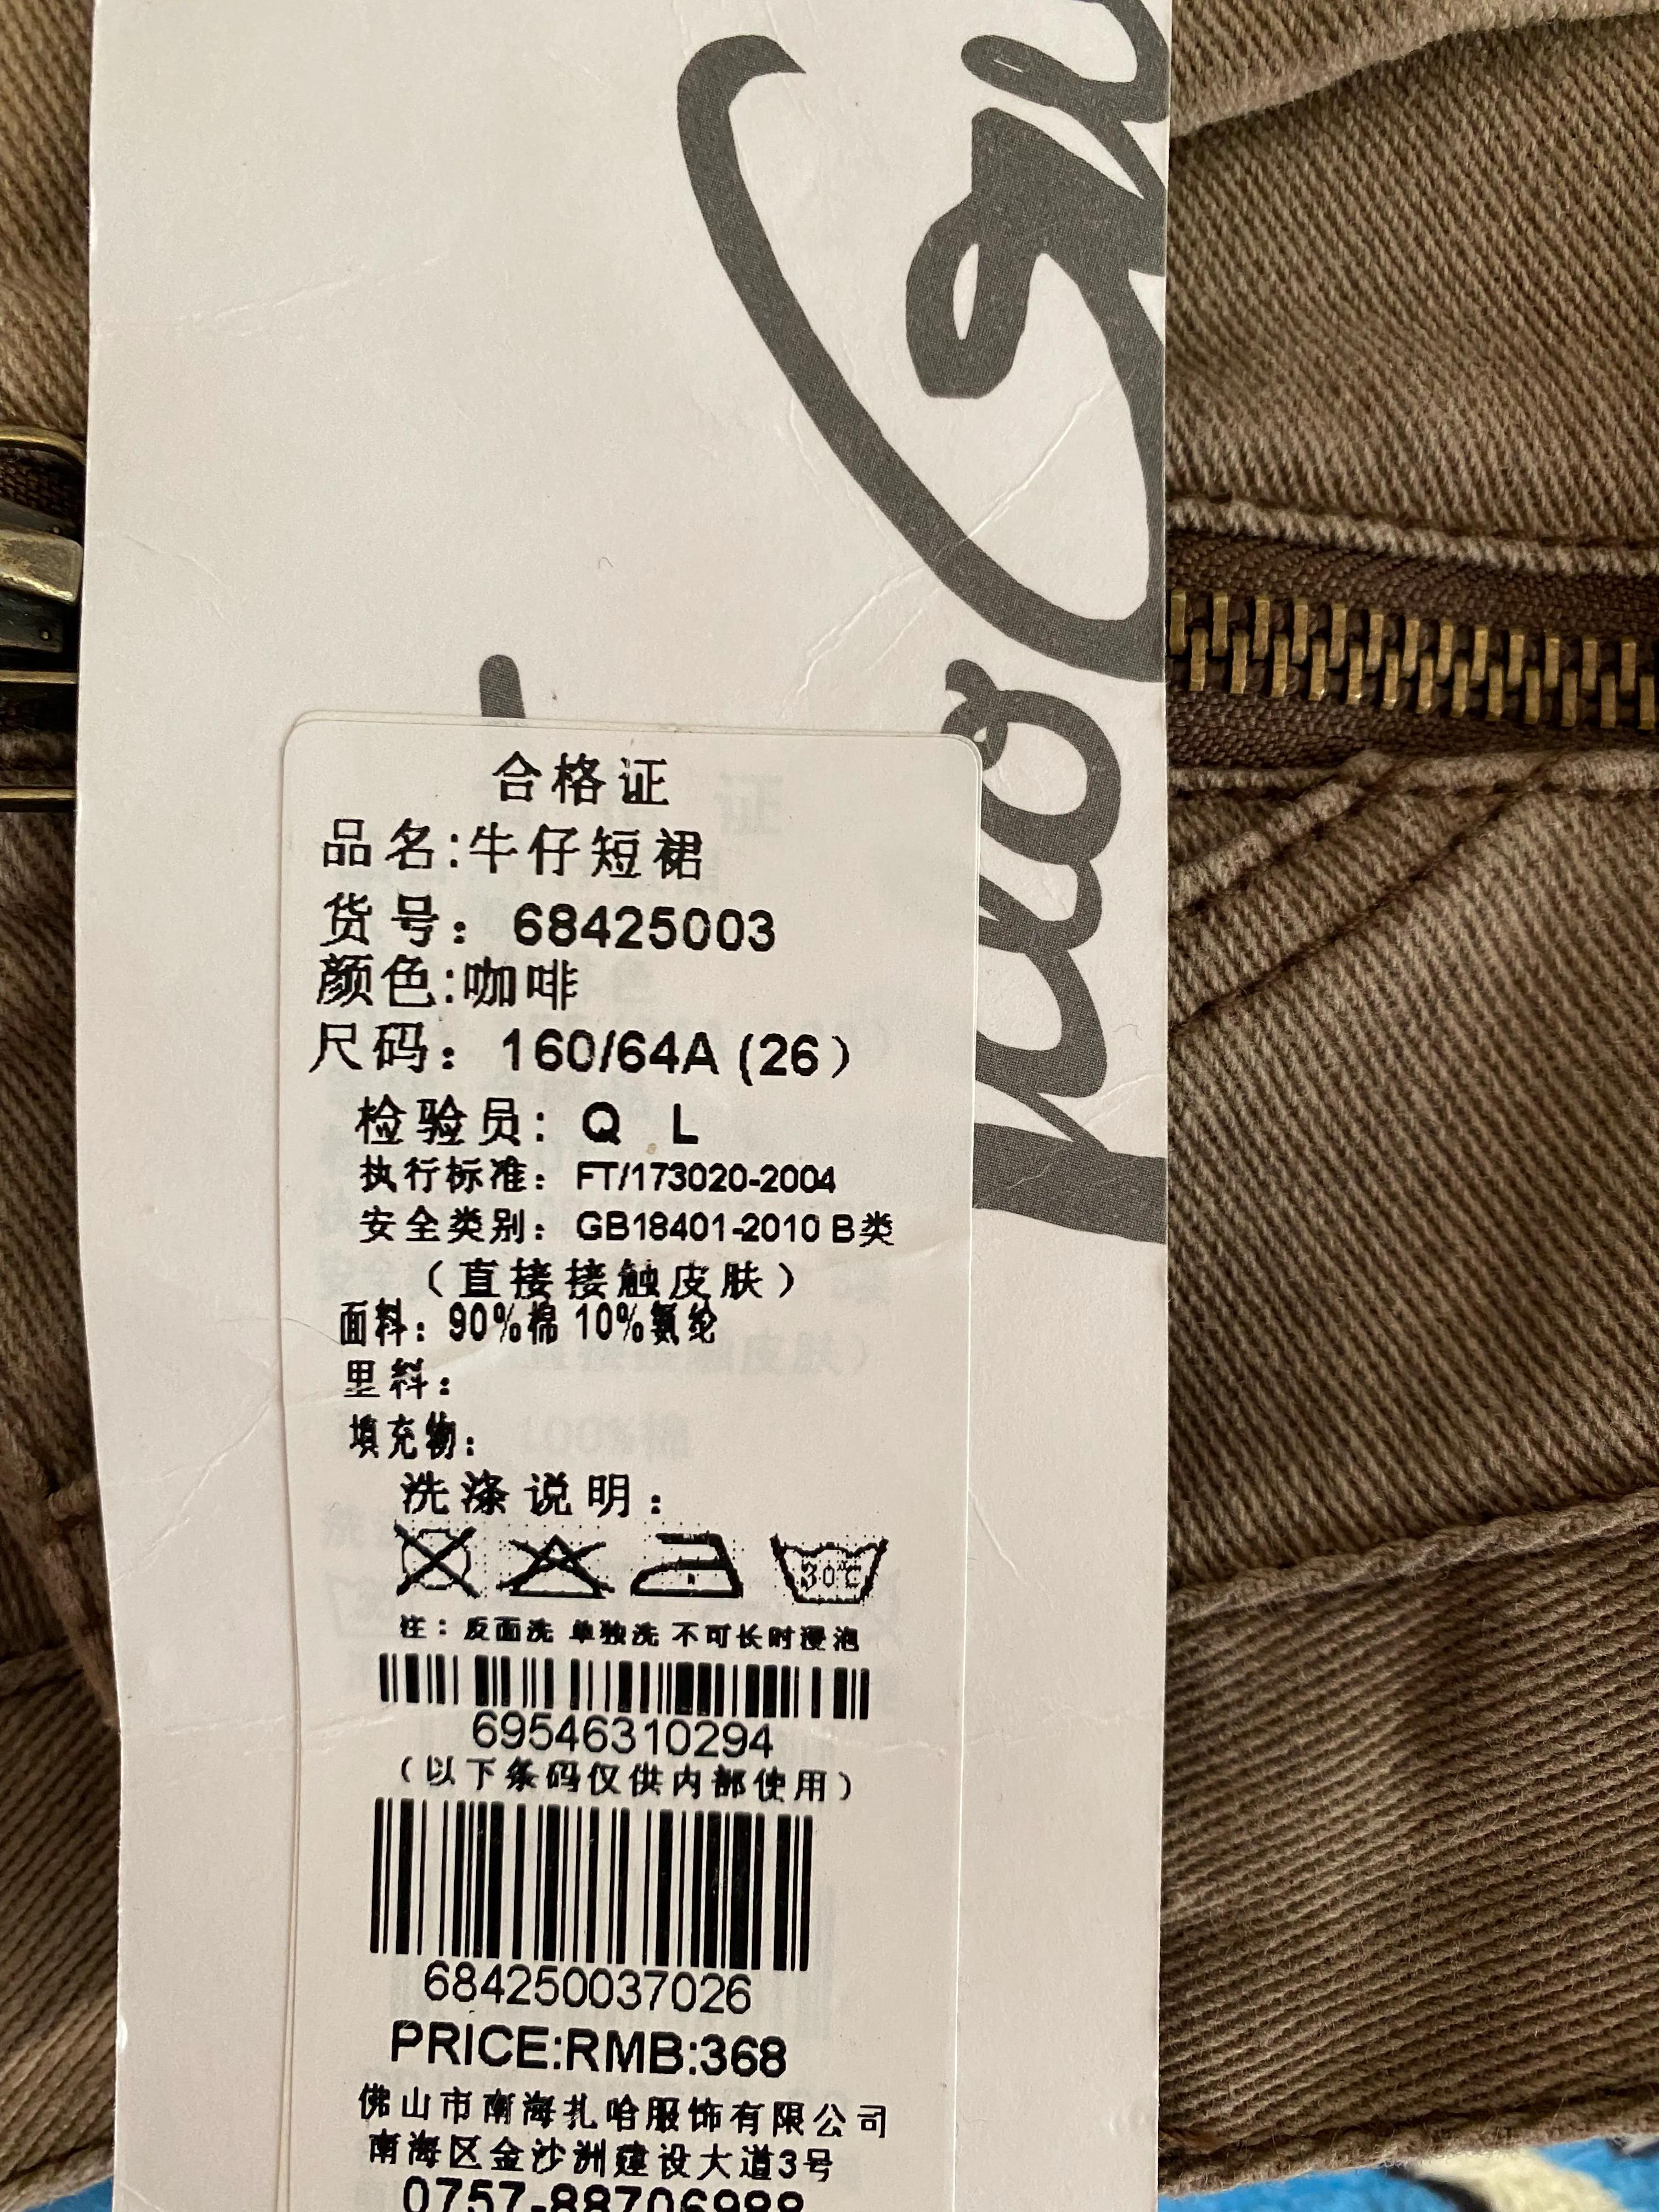 合格证
品名:牛仔短裙
货号：68425003
颜色:咖啡
尺码：160/64A (26)
检验员：Q L
执行标准：FT/173020-2004
安全类别：GB18401-2010 B类
（直接接触皮肤）
面料：90%棉 10%氨纶
里料：
填充物：
洗涤说明：
30℃
注：反面洗 单独洗 不可长时浸泡
69546310294
（以下条码仅供内部使用）
684250037026
PRICE:RMB:368
佛山市南海扎哈服饰有限公司
南海区金沙洲建设大道3号
0757-88706988